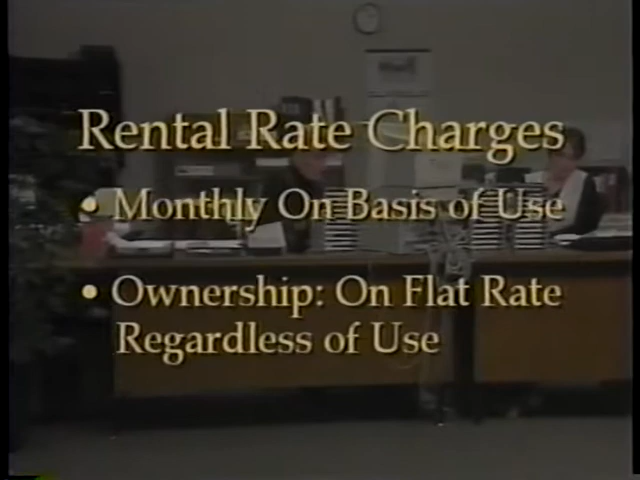 Rental Rate Charges
• Monthly On Basis of Use
• Ownership: On Flat Rate
Regardless of Use